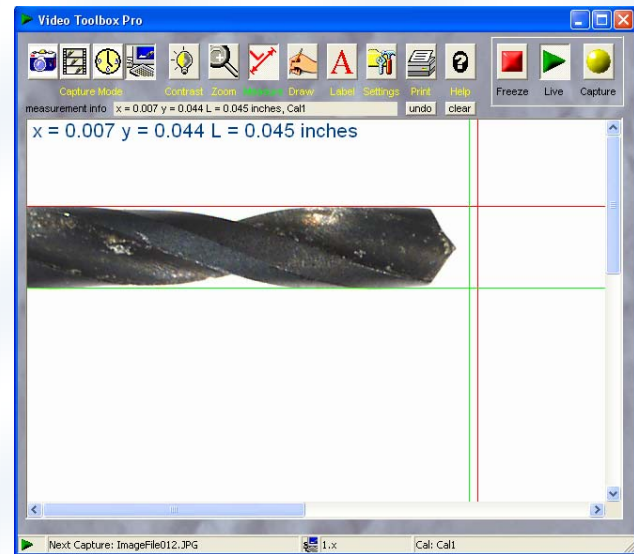 Video Toolbox Pro
Capture Mode Contrast Zoom Measure Draw Label Settings Print Help Freeze Live Capture
measurement info x = 0.007 y = 0.044 L = 0.045 inches, Cal1 undo clear
x = 0.007 y = 0.044 L = 0.045 inches
Next Capture: ImageFile012.JPG 1.x Cal: Cal1